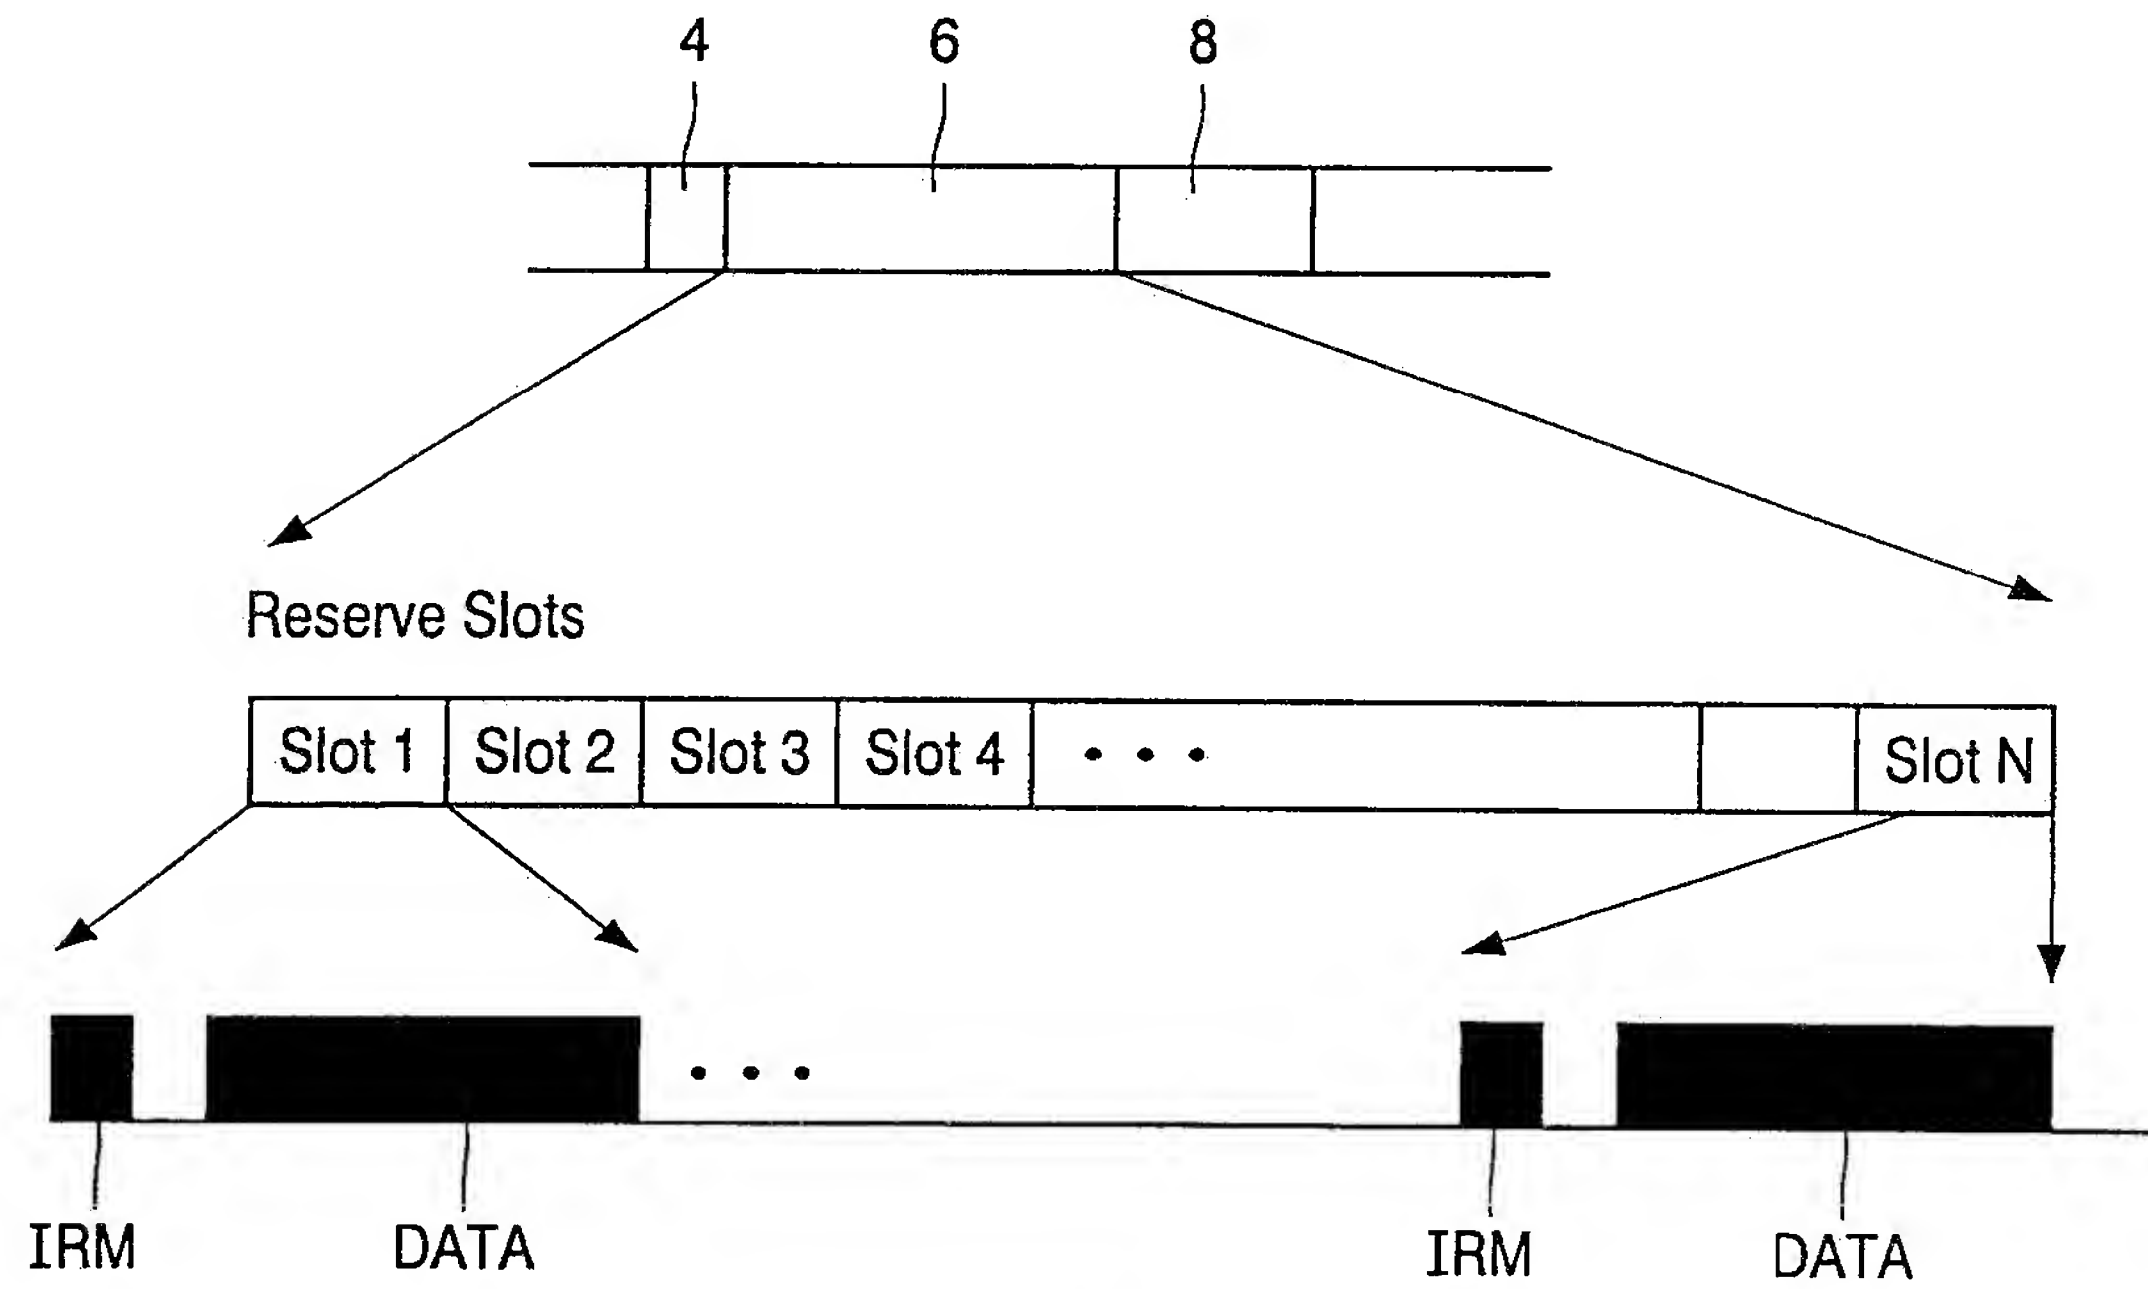 4 6 8
Reserve Slots
Slot 1 Slot 2 Slot 3 Slot 4 • • • Slot N
• • •
IRM DATA IRM DATA